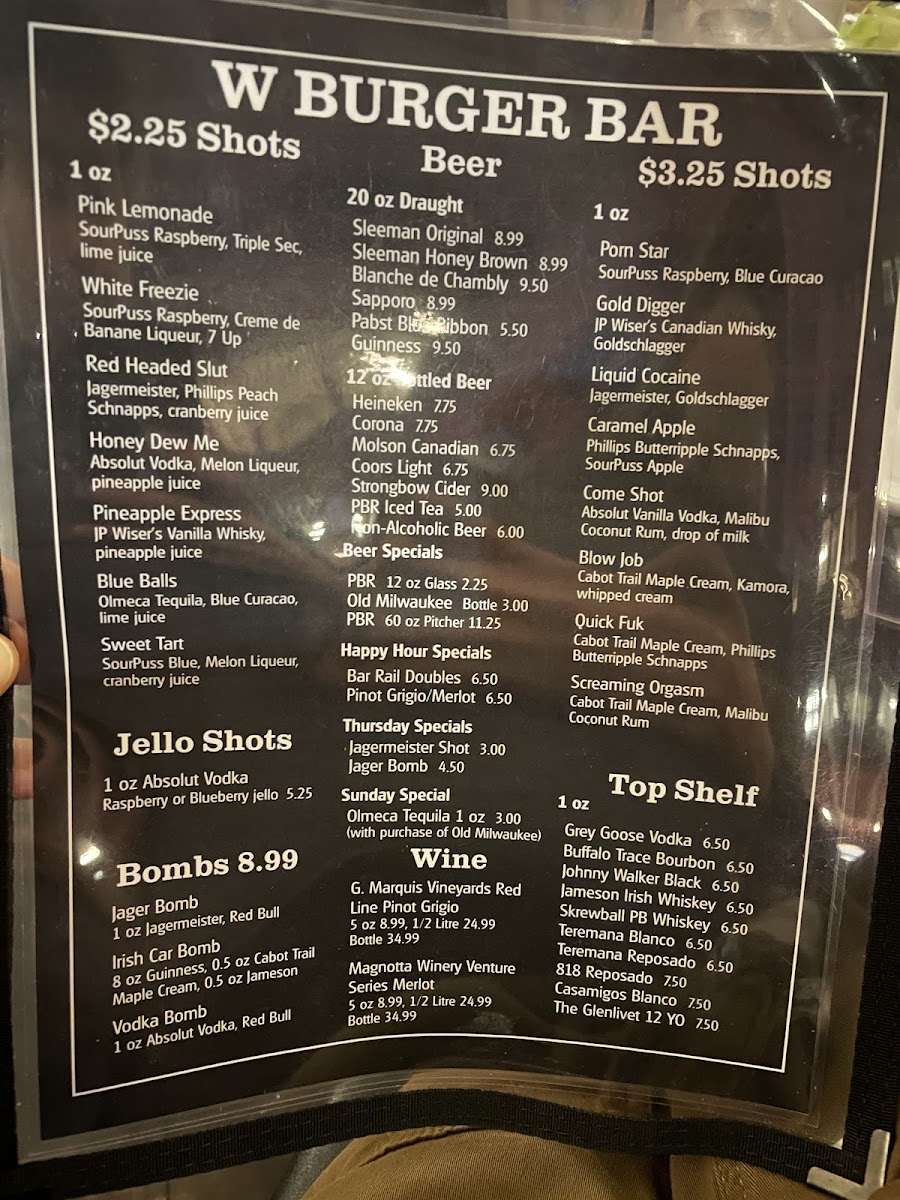 W BURGER BAR
$2.25 Shots
1 oz
Pink Lemonade
SourPuss Raspberry, Triple Sec,
lime juice
White Freezie
SourPuss Raspberry, Creme de
Banane Liqueur, 7 Up
Red Headed Slut
Jagermeister, Phillips Peach
Schnapps, cranberry juice
Honey Dew Me
Absolut Vodka, Melon Liqueur,
pineapple juice
Pineapple Express
JP Wiser's Vanilla Whisky,
pineapple juice
Blue Balls
Olmeca Tequila, Blue Curacao,
lime juice
Sweet Tart
SourPuss Blue, Melon Liqueur,
cranberry juice
Jello Shots
1 oz Absolut Vodka
Raspberry or Blueberry jello 5.25
Bombs 8.99
Jager Bomb
1 oz Jagermeister, Red Bull
Irish Car Bomb
8 oz Guinness, 0.5 oz Cabot Trail
Maple Cream, 0.5 oz Jameson
Vodka Bomb
1 oz Absolut Vodka, Red Bull
Beer
20 oz Draught
Sleeman Original 8.99
Sleeman Honey Brown 8.99
Blanche de Chambly 9.50
Sapporo 8.99
Pabst Blue Ribbon 5.50
Guinness 9.50
12 oz Bottled Beer
Heineken 7.75
Corona 7.75
Molson Canadian 6.75
Coors Light 6.75
Strongbow Cider 9.00
PBR Iced Tea 5.00
Non-Alcoholic Beer 6.00
Beer Specials
PBR 12 oz Glass 2.25
Old Milwaukee Bottle 3.00
PBR 60 oz Pitcher 11.25
Happy Hour Specials
Bar Rail Doubles 6.50
Pinot Grigio/Merlot 6.50
Thursday Specials
Jagermeister Shot 3.00
Jager Bomb 4.50
Sunday Special
Olmeca Tequila 1 oz 3.00
(with purchase of Old Milwaukee)
Wine
G. Marquis Vineyards Red
Line Pinot Grigio
5 oz 8.99, 1/2 Litre 24.99
Bottle 34.99
Magnotta Winery Venture
Series Merlot
5 oz 8.99, 1/2 Litre 24.99
Bottle 34.99
$3.25 Shots
1 oz
Porn Star
SourPuss Raspberry, Blue Curacao
Gold Digger
JP Wiser's Canadian Whisky,
Goldschlagger
Liquid Cocaine
Jagermeister, Goldschlagger
Caramel Apple
Phillips Butterripple Schnapps,
SourPuss Apple
Come Shot
Absolut Vanilla Vodka, Malibu
Coconut Rum, drop of milk
Blow Job
Cabot Trail Maple Cream, Kamora,
whipped cream
Quick Fuk
Cabot Trail Maple Cream, Phillips
Butterripple Schnapps
Screaming Orgasm
Cabot Trail Maple Cream, Malibu
Coconut Rum
Top Shelf
1 oz
Grey Goose Vodka 6.50
Buffalo Trace Bourbon 6.50
Johnny Walker Black 6.50
Jameson Irish Whiskey 6.50
Skrewball PB Whiskey 6.50
Teremana Blanco 6.50
Teremana Reposado 6.50
818 Reposado 7.50
Casamigos Blanco 7.50
The Glenlivet 12 YO 7.50